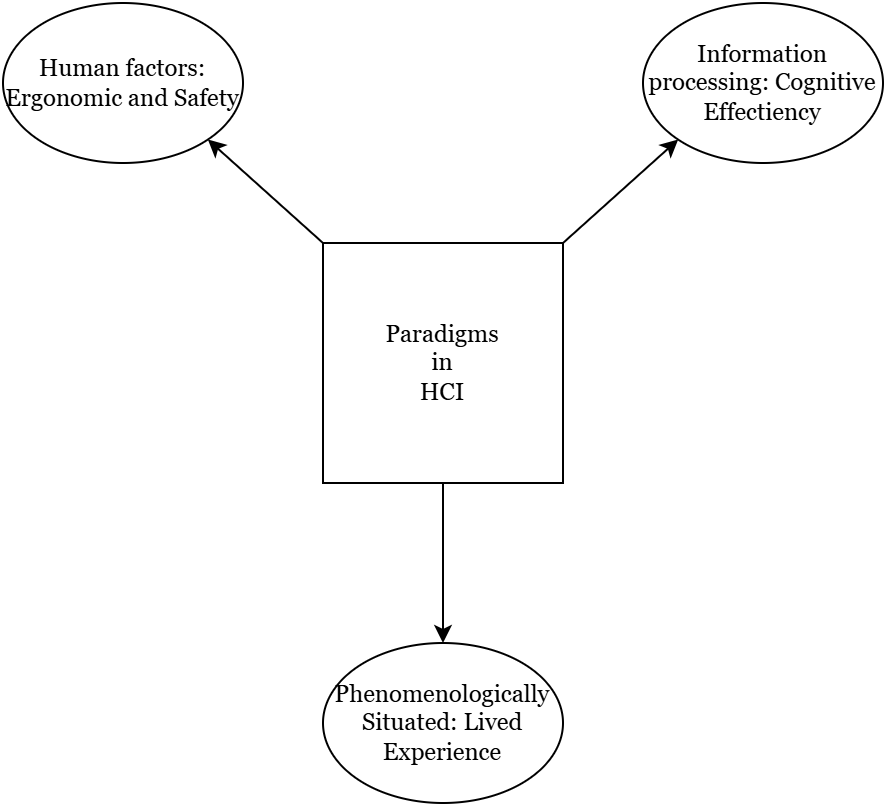 Human factors:
Ergonomic and Safety
Information
processing: Cognitive
Effectiency
Paradigms
in
HCI
Phenomenologically
Situated: Lived
Experience